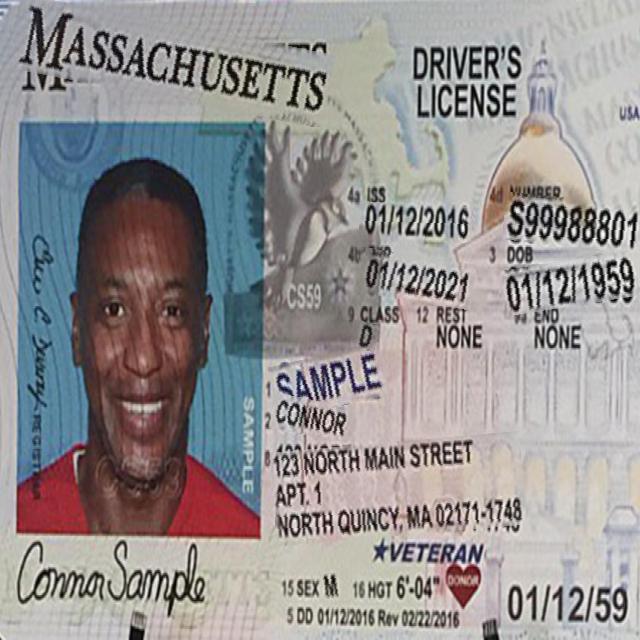 MASSACHUSETTS
DRIVER'S
LICENSE
USA
4a ISS
01/12/2016
4d NUMBER
S99988801
4b
01/12/2021
3 DOB
01/12/1959
CS59
9 CLASS
D
12 REST
NONE
END
NONE
1 SAMPLE
2 CONNOR
8 123 NORTH MAIN STREET
APT. 1
NORTH QUINCY, MA 02171-1748
SAMPLE
★VETERAN
15 SEX M 16 HGT 6'-04"
DONOR
5 DD 01/12/2016 Rev 02/22/2016
01/12/59
Connor Sample